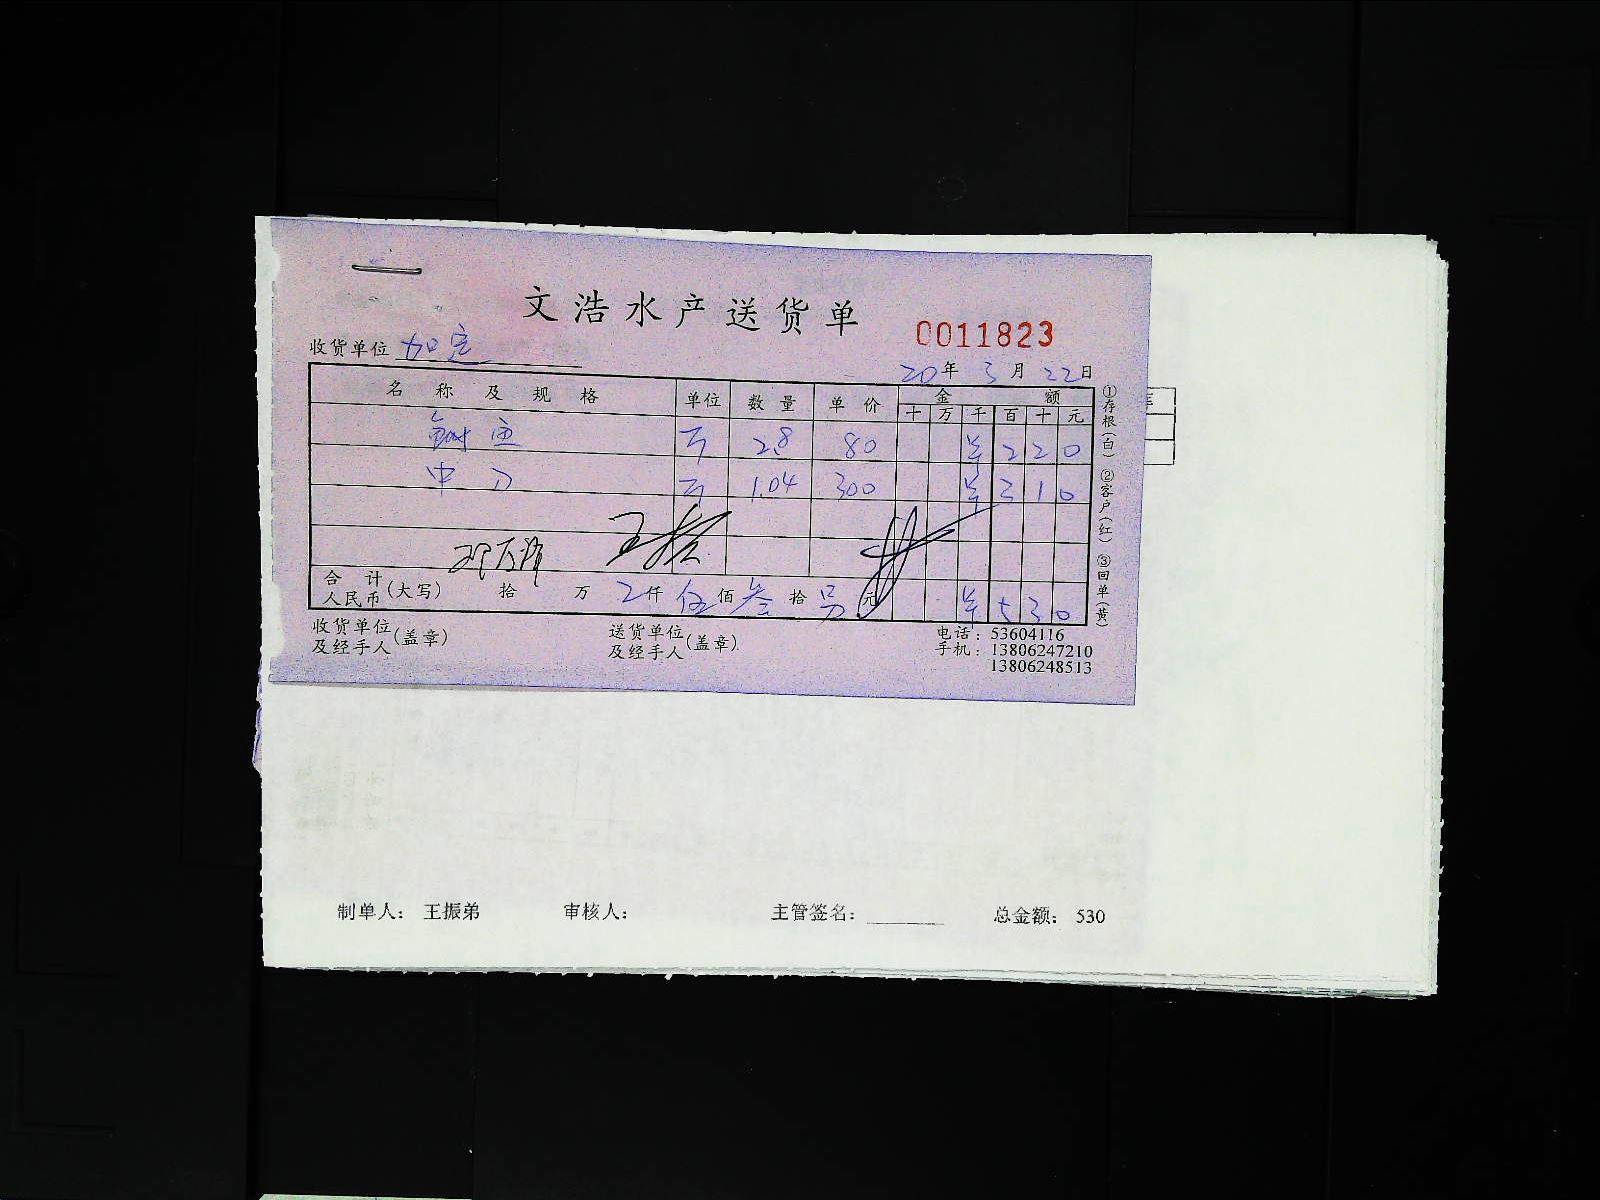 文浩水产送货单
0011823
收货单位 加定
20年 3月 22日
名称及规格 单位 数量 单价 金额
十 万 千 百 十 元
鲥鱼 斤 28 80 2 2 0
中刀 斤 1.04 300 3 1 0
合计人民币(大写) 拾 万 仟 伍 佰 叁 拾 另 元 5 3 0
收货单位及经手人(盖章)
送货单位及经手人(盖章)
电话：53604116
手机：13806247210
13806248513
①存根(白) ②客户(红) ③回单(黄)
制单人： 王振弟 审核人： 主管签名： 总金额： 530